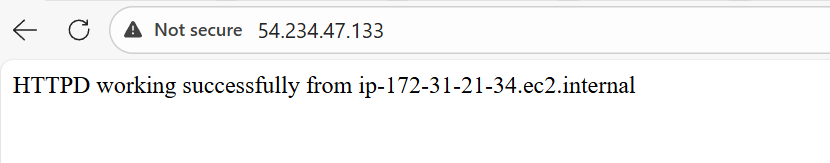 Not secure 54.234.47.133
HTTPD working successfully from ip-172-31-21-34.ec2.internal